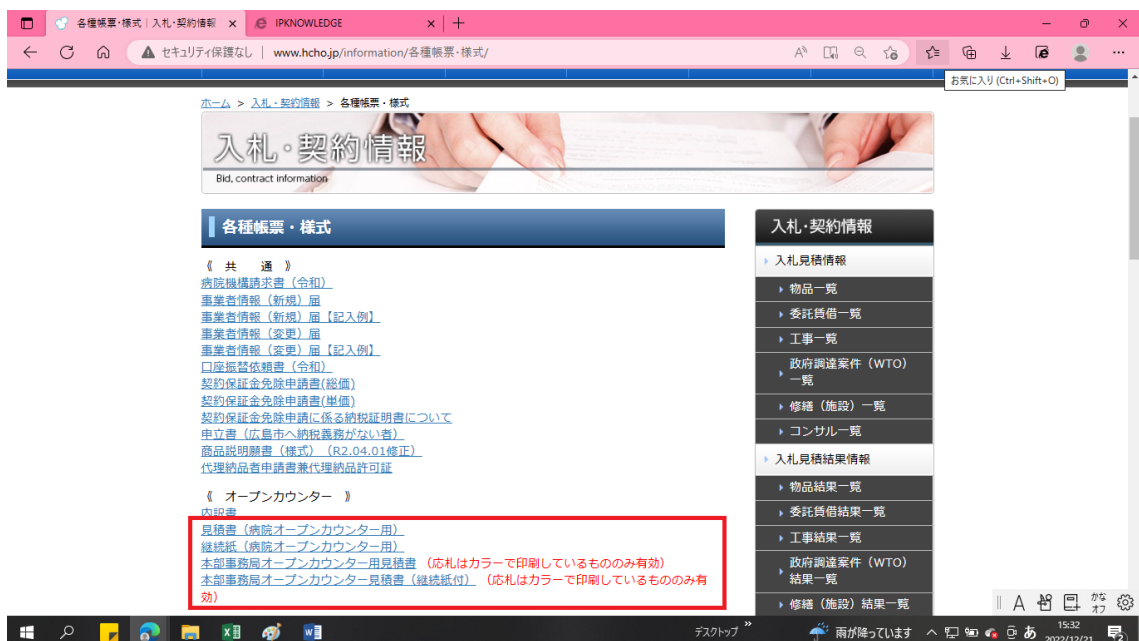 各種帳票・様式 | 入札・契約情報
IPKNOWLEDGE
セキュリティ保護なし | www.hcho.jp/information/各種帳票・様式/
お気に入り (Ctrl+Shift+O)
ホーム > 入札・契約情報 > 各種帳票・様式
入札・契約情報
Bid, contract information
各種帳票・様式
《 共 通 》
病院機構請求書（令和）
事業者情報（新規）届
事業者情報（新規）届【記入例】
事業者情報（変更）届
事業者情報（変更）届【記入例】
口座振替依頼書（令和）
契約保証金免除申請書(総価)
契約保証金免除申請書(単価)
契約保証金免除申請に係る納税証明書について
申立書（広島市へ納税義務がない者）
商品説明願書（様式）（R2.04.01修正）
代理納品者申請書兼代理納品許可証
《 オープンカウンター 》
内訳書
見積書（病院オープンカウンター用）
継続紙（病院オープンカウンター用）
本部事務局オープンカウンター用見積書 （応札はカラーで印刷しているもののみ有効）
本部事務局オープンカウンター見積書（継続紙付） （応札はカラーで印刷しているもののみ有
効）
入札・契約情報
入札見積情報
物品一覧
委託賃借一覧
工事一覧
政府調達案件（WTO）
一覧
修繕（施設）一覧
コンサル一覧
入札見積結果情報
物品結果一覧
委託賃借結果一覧
工事結果一覧
政府調達案件（WTO）
結果一覧
修繕（施設）結果一覧
A
かな
オフ
デスクトップ
雨が降っています
あ
15:32
2022/12/21